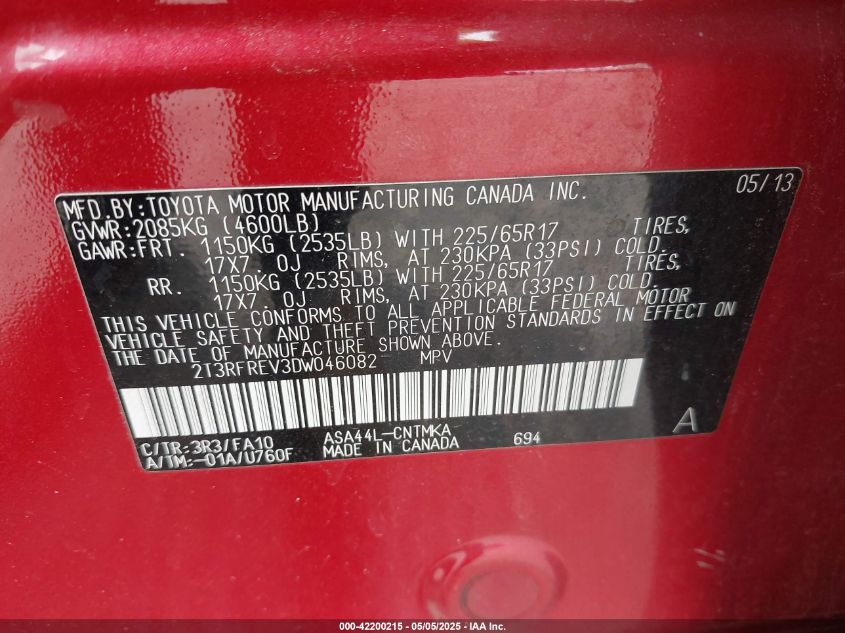 MFD.BY:TOYOTA MOTOR MANUFACTURING CANADA INC. 05/13
GVWR:2085KG (4600LB)
GAWR:FRT. 1150KG (2535LB) WITH 225/65R17 TIRES,
17X7.0J RIMS, AT 230KPA (33PSI) COLD.
RR. 1150KG (2535LB) WITH 225/65R17 TIRES,
17X7.0J RIMS, AT 230KPA (33PSI) COLD.
THIS VEHICLE CONFORMS TO ALL APPLICABLE FEDERAL MOTOR
VEHICLE SAFETY AND THEFT PREVENTION STANDARDS IN EFFECT ON
THE DATE OF MANUFACTURE SHOWN ABOVE.
2T3RFREV3DW046082 MPV
A
C/TR:3R3/FA10 ASA44L-CNTMKA 694
A/TM:-01A/U760F MADE IN CANADA
000-42200215 - 05/05/2025 - IAA Inc.